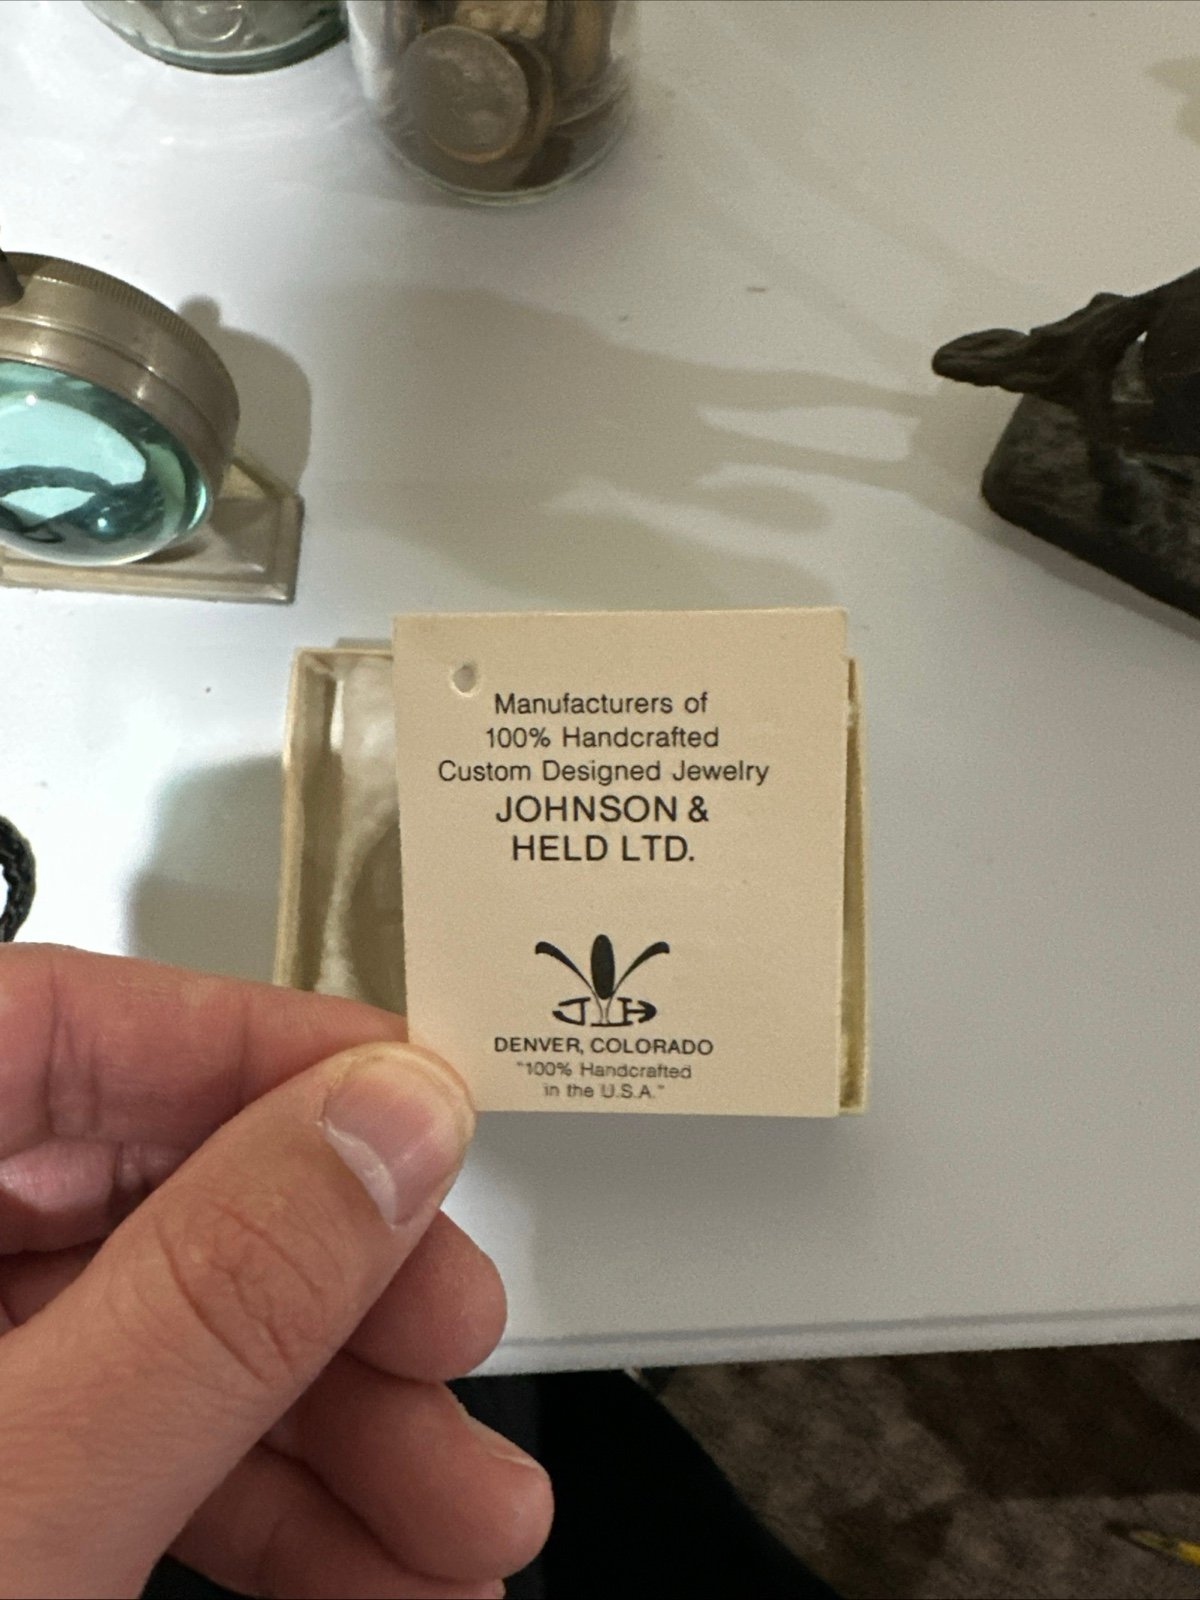 Manufacturers of
100% Handcrafted
Custom Designed Jewelry
JOHNSON &
HELD LTD.
JH
DENVER, COLORADO
"100% Handcrafted
in the U.S.A."